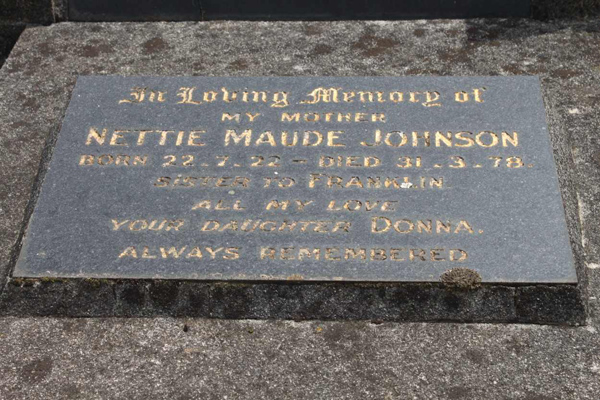 In Loving Memory of
MY MOTHER
NETTIE MAUDE JOHNSON
BORN 22.7.22 – DIED 31.3.78.
SISTER TO FRANKLIN.
ALL MY LOVE
YOUR DAUGHTER DONNA.
ALWAYS REMEMBERED